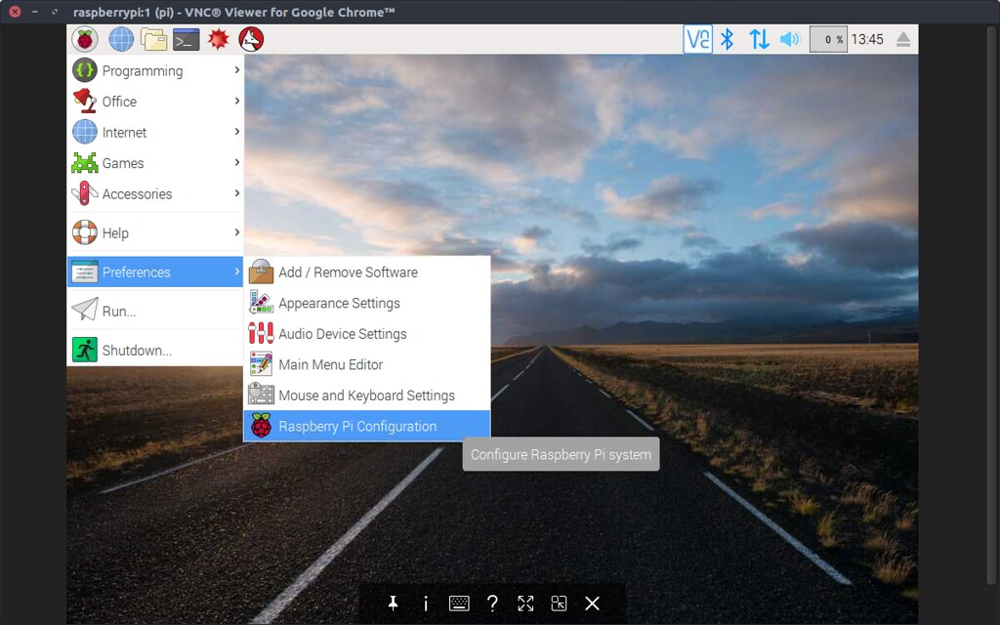 raspberrypi:1 (pi) - VNC® Viewer for Google Chrome™
0 %
13:45
Programming
Office
Internet
Games
Accessories
Help
Preferences
Run...
Shutdown...
Add / Remove Software
Appearance Settings
Audio Device Settings
Main Menu Editor
Mouse and Keyboard Settings
Raspberry Pi Configuration
Configure Raspberry Pi system